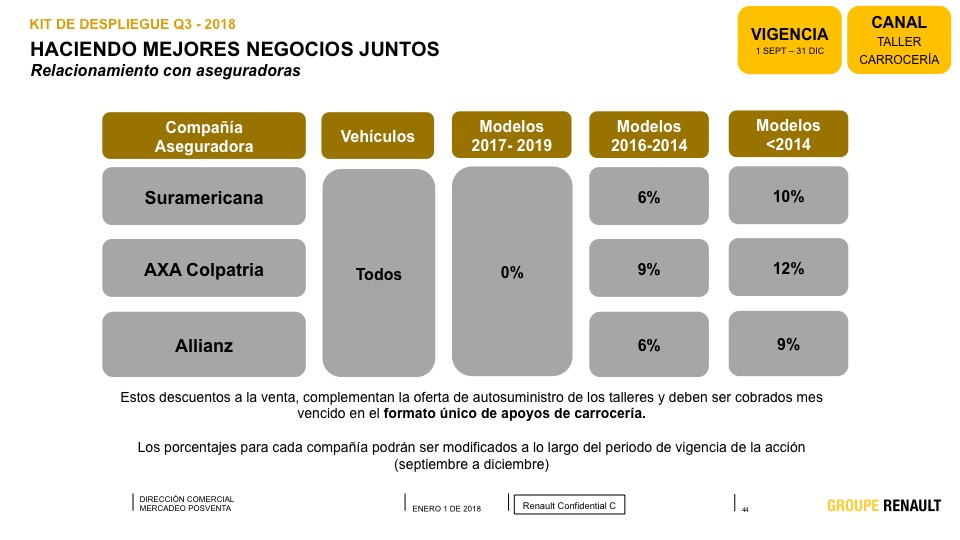 KIT DE DESPLIEGUE Q3 - 2018
HACIENDO MEJORES NEGOCIOS JUNTOS
Relacionamiento con aseguradoras
VIGENCIA
1 SEPT – 31 DIC
CANAL
TALLER
CARROCERÍA
Compañía
Aseguradora
Vehículos
Modelos
2017- 2019
Modelos
2016-2014
Modelos
<2014
Suramericana
6%
10%
AXA Colpatria
Todos
0%
9%
12%
Allianz
6%
9%
Estos descuentos a la venta, complementan la oferta de autosuministro de los talleres y deben ser cobrados mes
vencido en el formato único de apoyos de carrocería.
Los porcentajes para cada compañía podrán ser modificados a lo largo del periodo de vigencia de la acción
(septiembre a diciembre)
DIRECCIÓN COMERCIAL
MERCADEO POSVENTA
ENERO 1 DE 2018
Renault Confidential C
44
GROUPE RENAULT